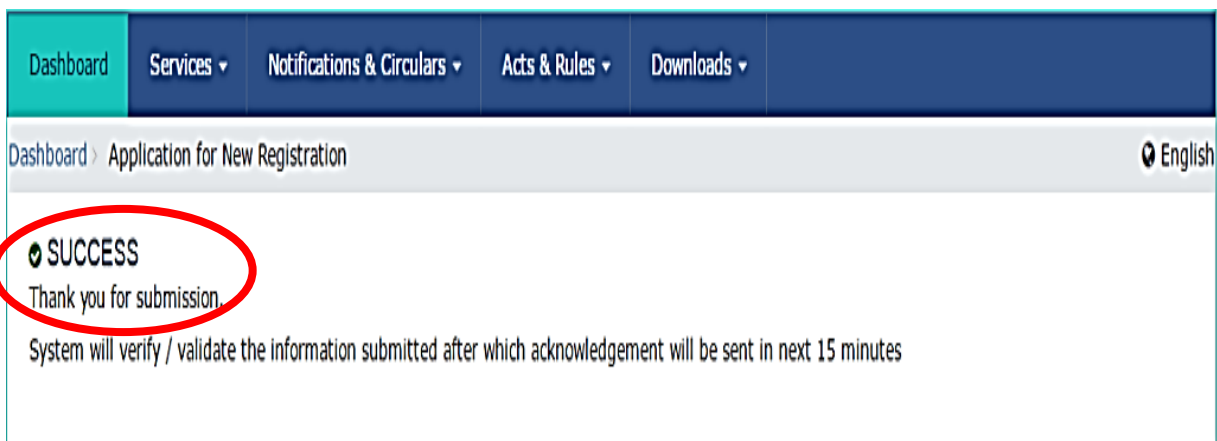 Dashboard Services Notifications & Circulars Acts & Rules Downloads
Dashboard > Application for New Registration English
SUCCESS
Thank you for submission.
System will verify / validate the information submitted after which acknowledgement will be sent in next 15 minutes